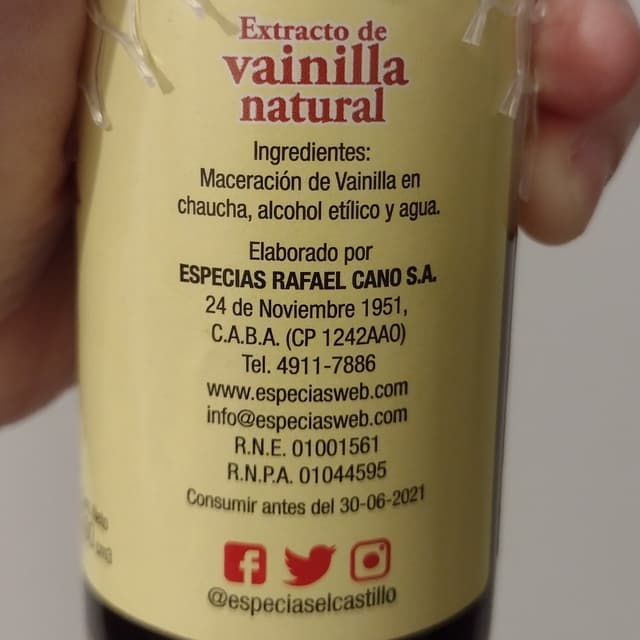 Extracto de
vainilla
natural
Ingredientes:
Maceración de Vainilla en
chaucha, alcohol etílico y agua.
Elaborado por
ESPECIAS RAFAEL CANO S.A.
24 de Noviembre 1951,
C.A.B.A. (CP 1242AAO)
Tel. 4911-7886
www.especiasweb.com
info@especiasweb.com
R.N.E. 01001561
R.N.P.A. 01044595
Consumir antes del 30-06-2021
@especiaselcastillo